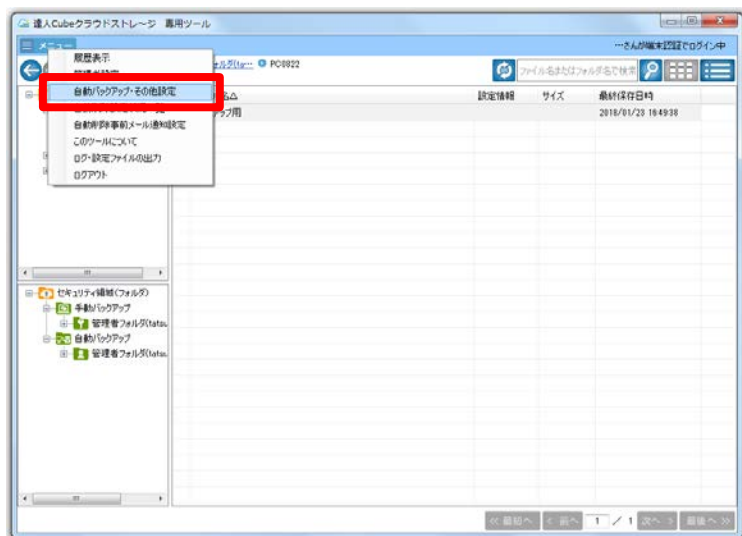 達人Cubeクラウドストレージ 専用ツール
メニュー
…さんが端末認証でログイン中
履歴表示
自動バックアップ・その他設定
自動削除事前メール通知設定
このツールについて
ログ・設定ファイルの出力
ログアウト
PC0022
ファイル名またはフォルダ名で検索
設定情報
サイズ
最終保存日時
2018/01/23 16:49:38
セキュリティ領域(フォルダ)
手動バックアップ
管理者フォルダ(tatsu
自動バックアップ
管理者フォルダ(tatsu
<< 最初へ
< 前へ
1 / 1
次へ >
最後へ >>